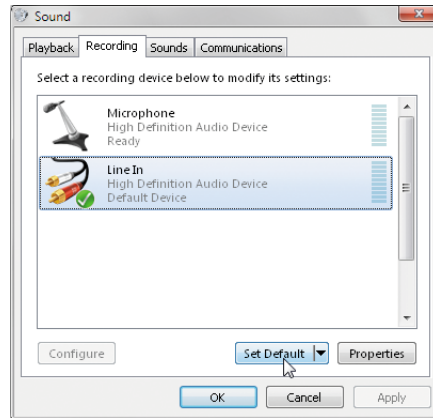 Sound
Playback Recording Sounds Communications
Select a recording device below to modify its settings:
Microphone
High Definition Audio Device
Ready
Line In
High Definition Audio Device
Default Device
Configure Set Default Properties
OK Cancel Apply